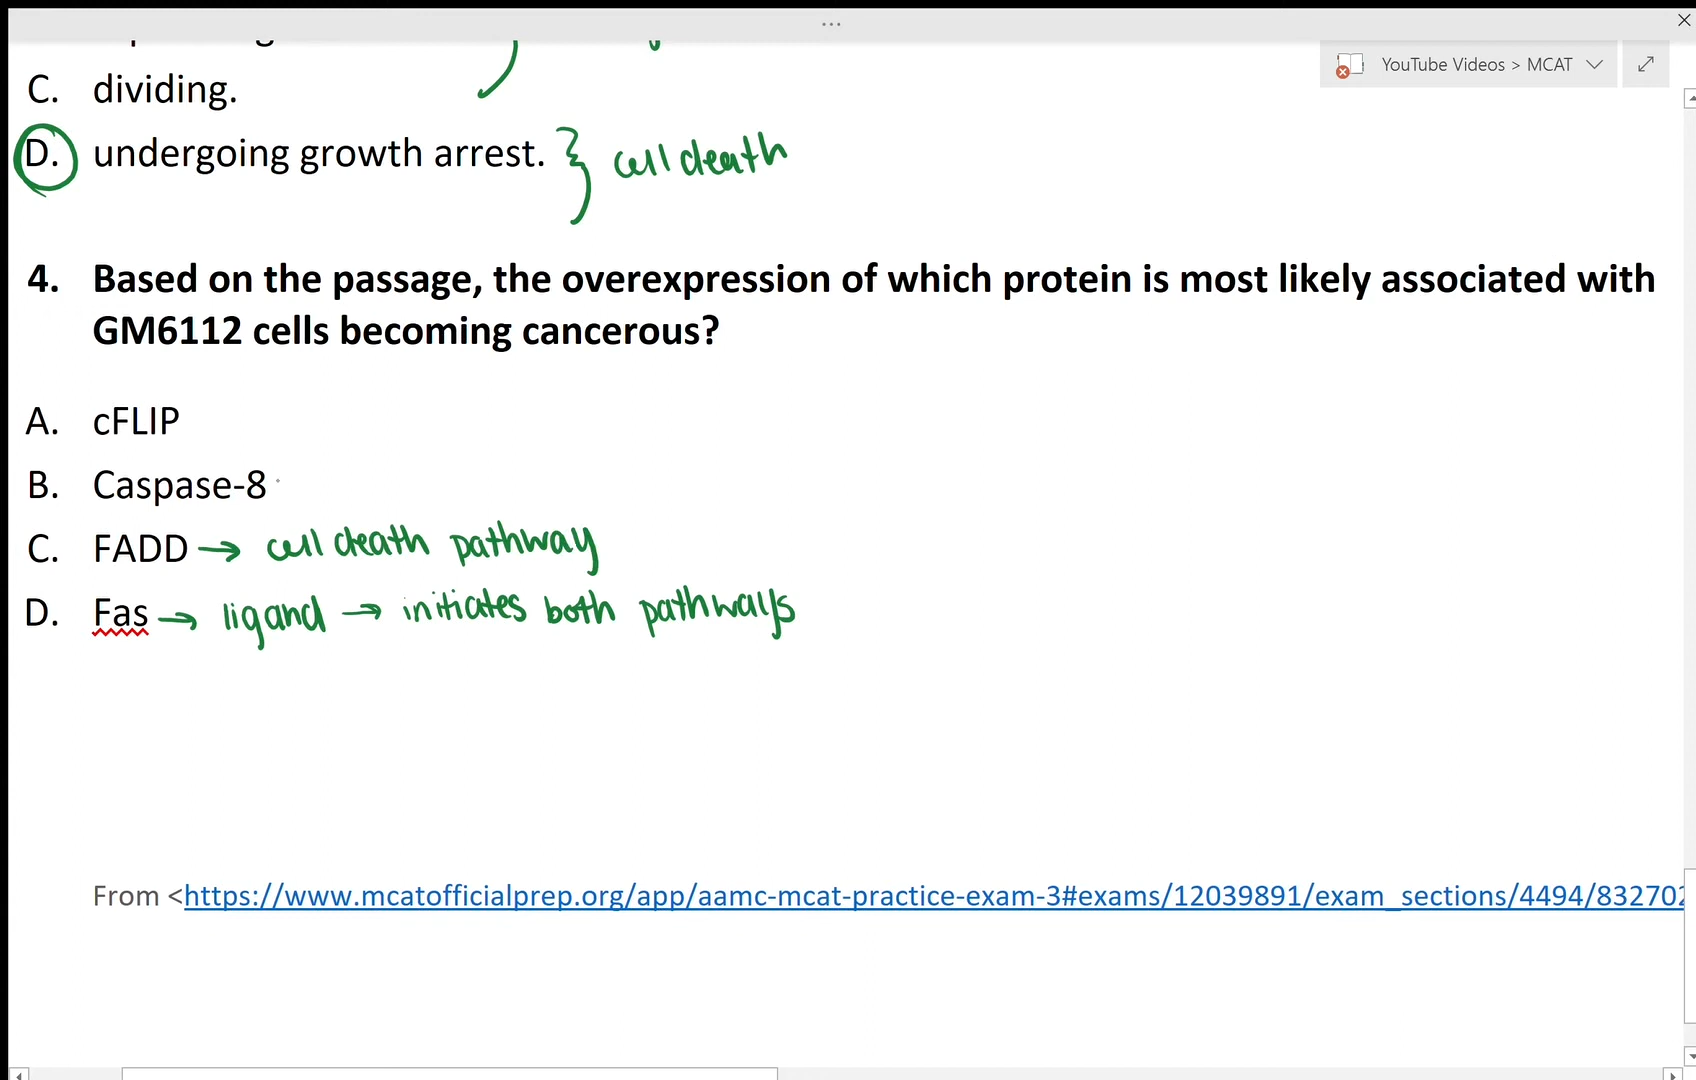 YouTube Videos > MCAT
C. dividing.
D. undergoing growth arrest. cell death
4. Based on the passage, the overexpression of which protein is most likely associated with
GM6112 cells becoming cancerous?
A. cFLIP
B. Caspase-8
C. FADD → cell death pathway
D. Fas → ligand → initiates both pathways
From <https://www.mcatofficialprep.org/app/aamc-mcat-practice-exam-3#exams/12039891/exam_sections/4494/832702